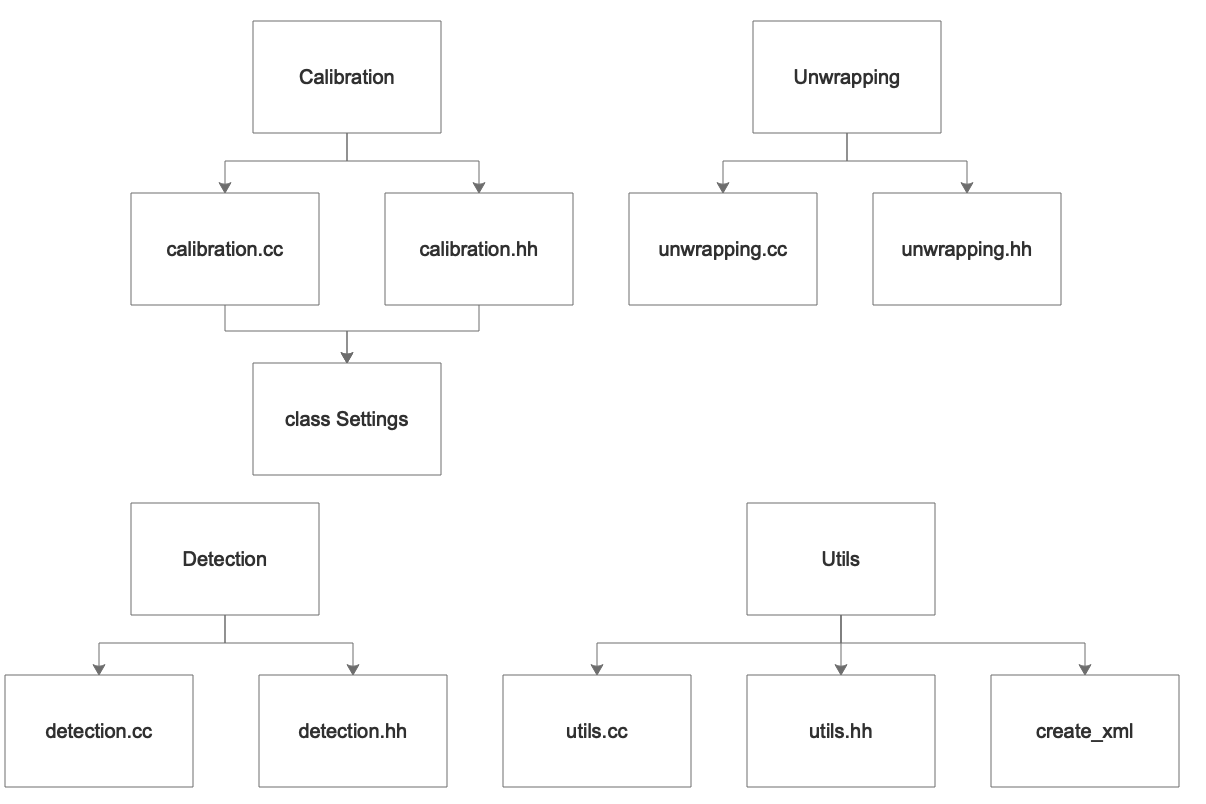 Calibration
Unwrapping
calibration.cc
calibration.hh
unwrapping.cc
unwrapping.hh
class Settings
Detection
Utils
detection.cc
detection.hh
utils.cc
utils.hh
create_xml